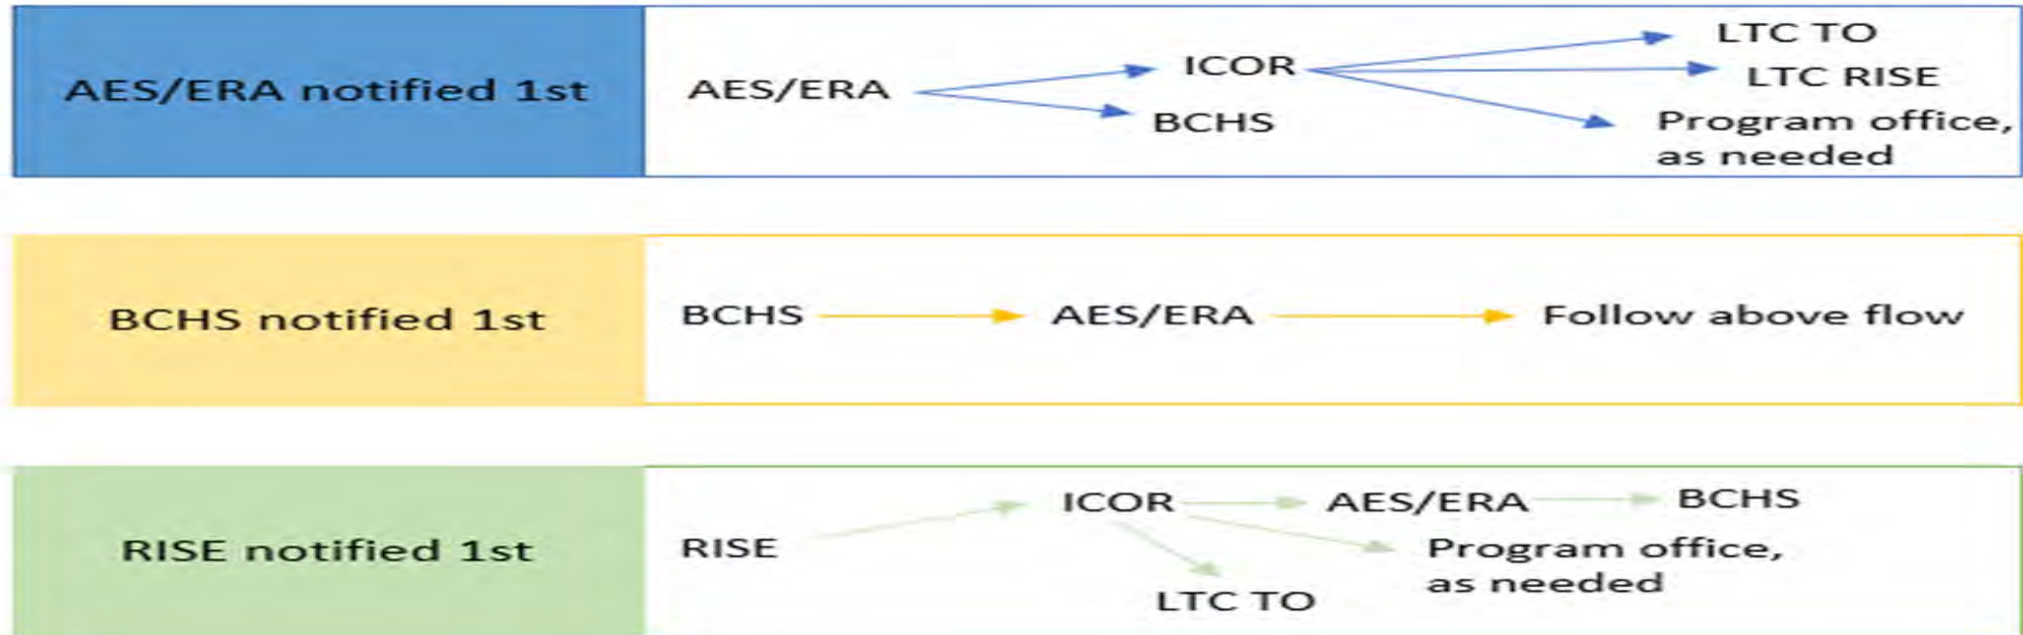 AES/ERA notified 1st
AES/ERA
ICOR
BCHS
LTC TO
LTC RISE
Program office,
as needed
BCHS notified 1st
BCHS
AES/ERA
Follow above flow
RISE notified 1st
RISE
ICOR
AES/ERA
BCHS
Program office,
as needed
LTC TO